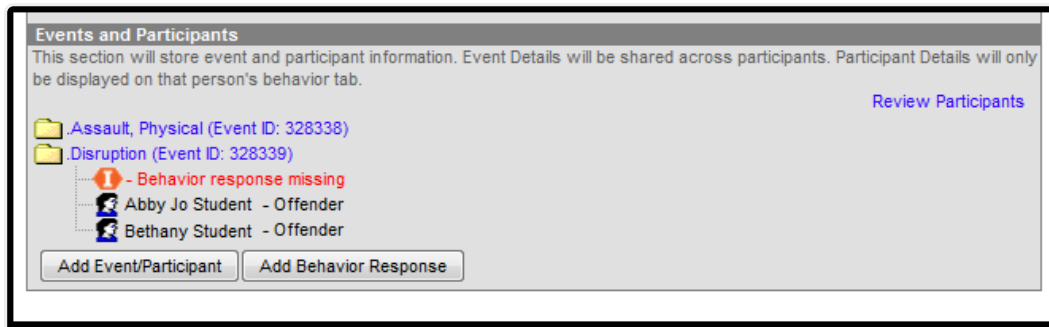 Events and Participants
This section will store event and participant information. Event Details will be shared across participants. Participant Details will only
be displayed on that person's behavior tab.
Review Participants
.Assault, Physical (Event ID: 328338)
.Disruption (Event ID: 328339)
I - Behavior response missing
Abby Jo Student - Offender
Bethany Student - Offender
Add Event/Participant Add Behavior Response